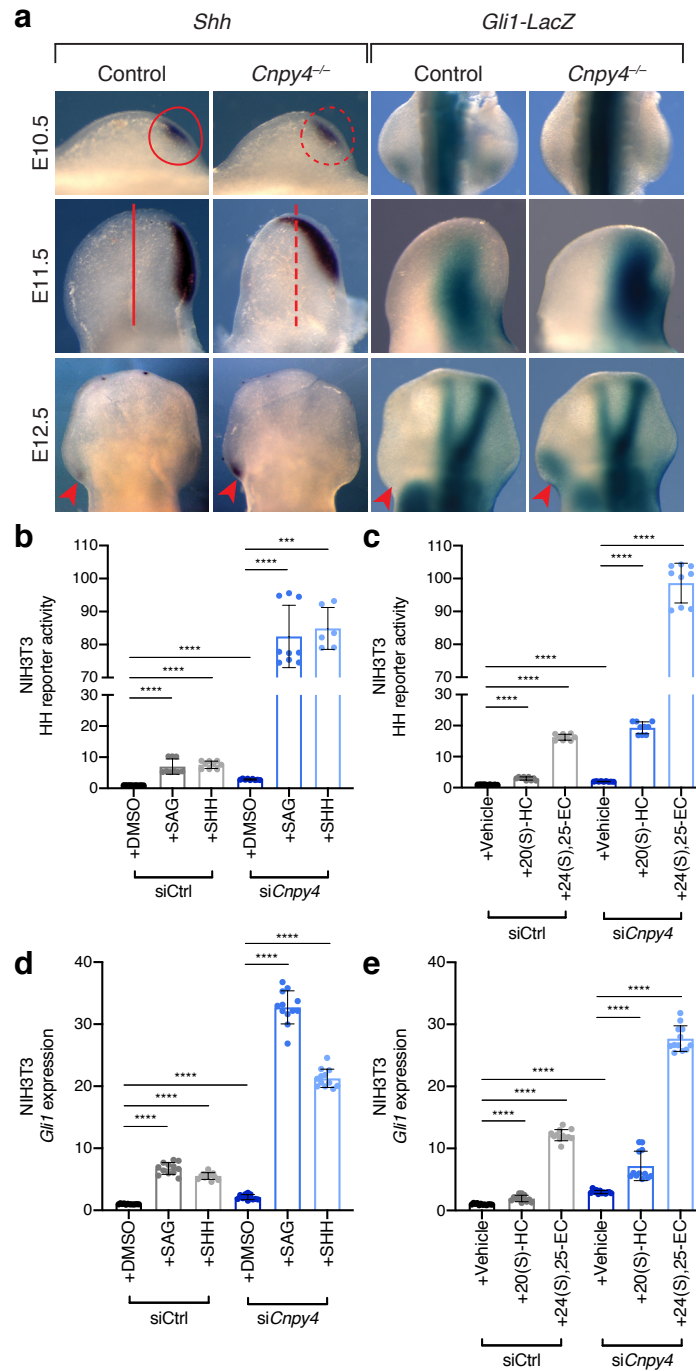 a
Shh
Gli1-LacZ
Control
Cnpy4–/–
Control
Cnpy4–/–
E10.5
E11.5
E12.5
b
NIH3T3
HH reporter activity
110
100
90
80
70
30
20
10
0
****
****
****
****
***
+DMSO
+SAG
+SHH
+DMSO
+SAG
+SHH
siCtrl
siCnpy4
c
NIH3T3
HH reporter activity
110
100
90
80
70
30
20
10
0
****
****
****
****
****
+Vehicle
+20(S)-HC
+24(S),25-EC
+Vehicle
+20(S)-HC
+24(S),25-EC
siCtrl
siCnpy4
d
NIH3T3
Gli1 expression
40
30
20
10
0
****
****
****
****
****
+DMSO
+SAG
+SHH
+DMSO
+SAG
+SHH
siCtrl
siCnpy4
e
NIH3T3
Gli1 expression
40
30
20
10
0
****
****
****
****
****
+Vehicle
+20(S)-HC
+24(S),25-EC
+Vehicle
+20(S)-HC
+24(S),25-EC
siCtrl
siCnpy4